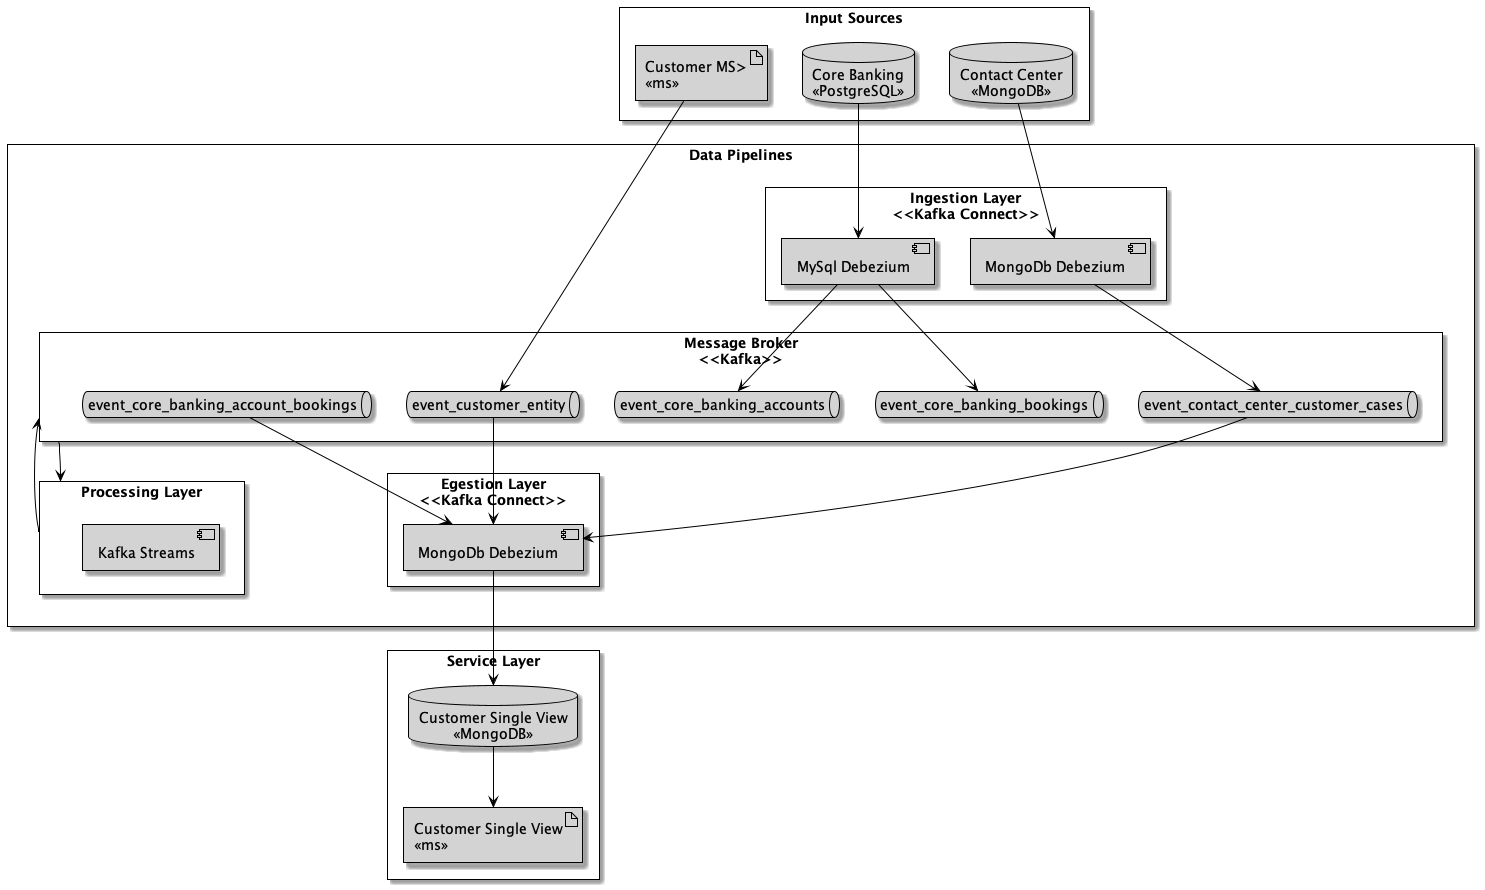 Input Sources
Customer MS>
«ms»
Core Banking
«PostgreSQL»
Contact Center
«MongoDB»
Data Pipelines
Ingestion Layer
<<Kafka Connect>>
MySql Debezium
MongoDb Debezium
Message Broker
<<Kafka>>
event_core_banking_account_bookings
event_customer_entity
event_core_banking_accounts
event_core_banking_bookings
event_contact_center_customer_cases
Processing Layer
Kafka Streams
Egestion Layer
<<Kafka Connect>>
MongoDb Debezium
Service Layer
Customer Single View
«MongoDB»
Customer Single View
«ms»